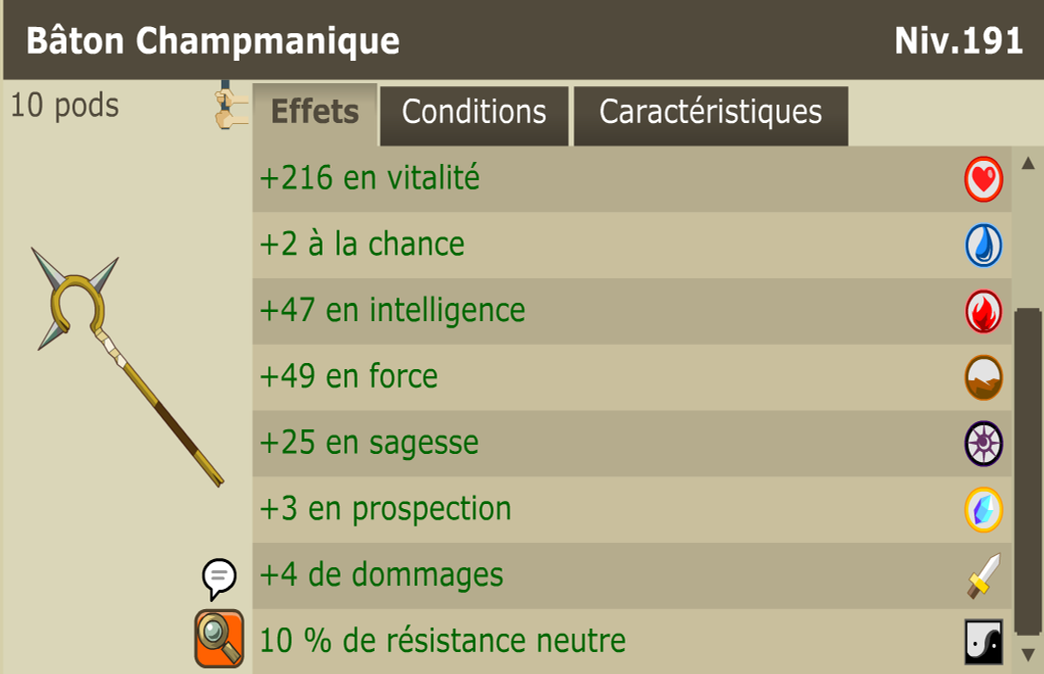 Bâton Champmanique Niv.191
10 pods
Effets Conditions Caractéristiques
+216 en vitalité
+2 à la chance
+47 en intelligence
+49 en force
+25 en sagesse
+3 en prospection
+4 de dommages
10 % de résistance neutre